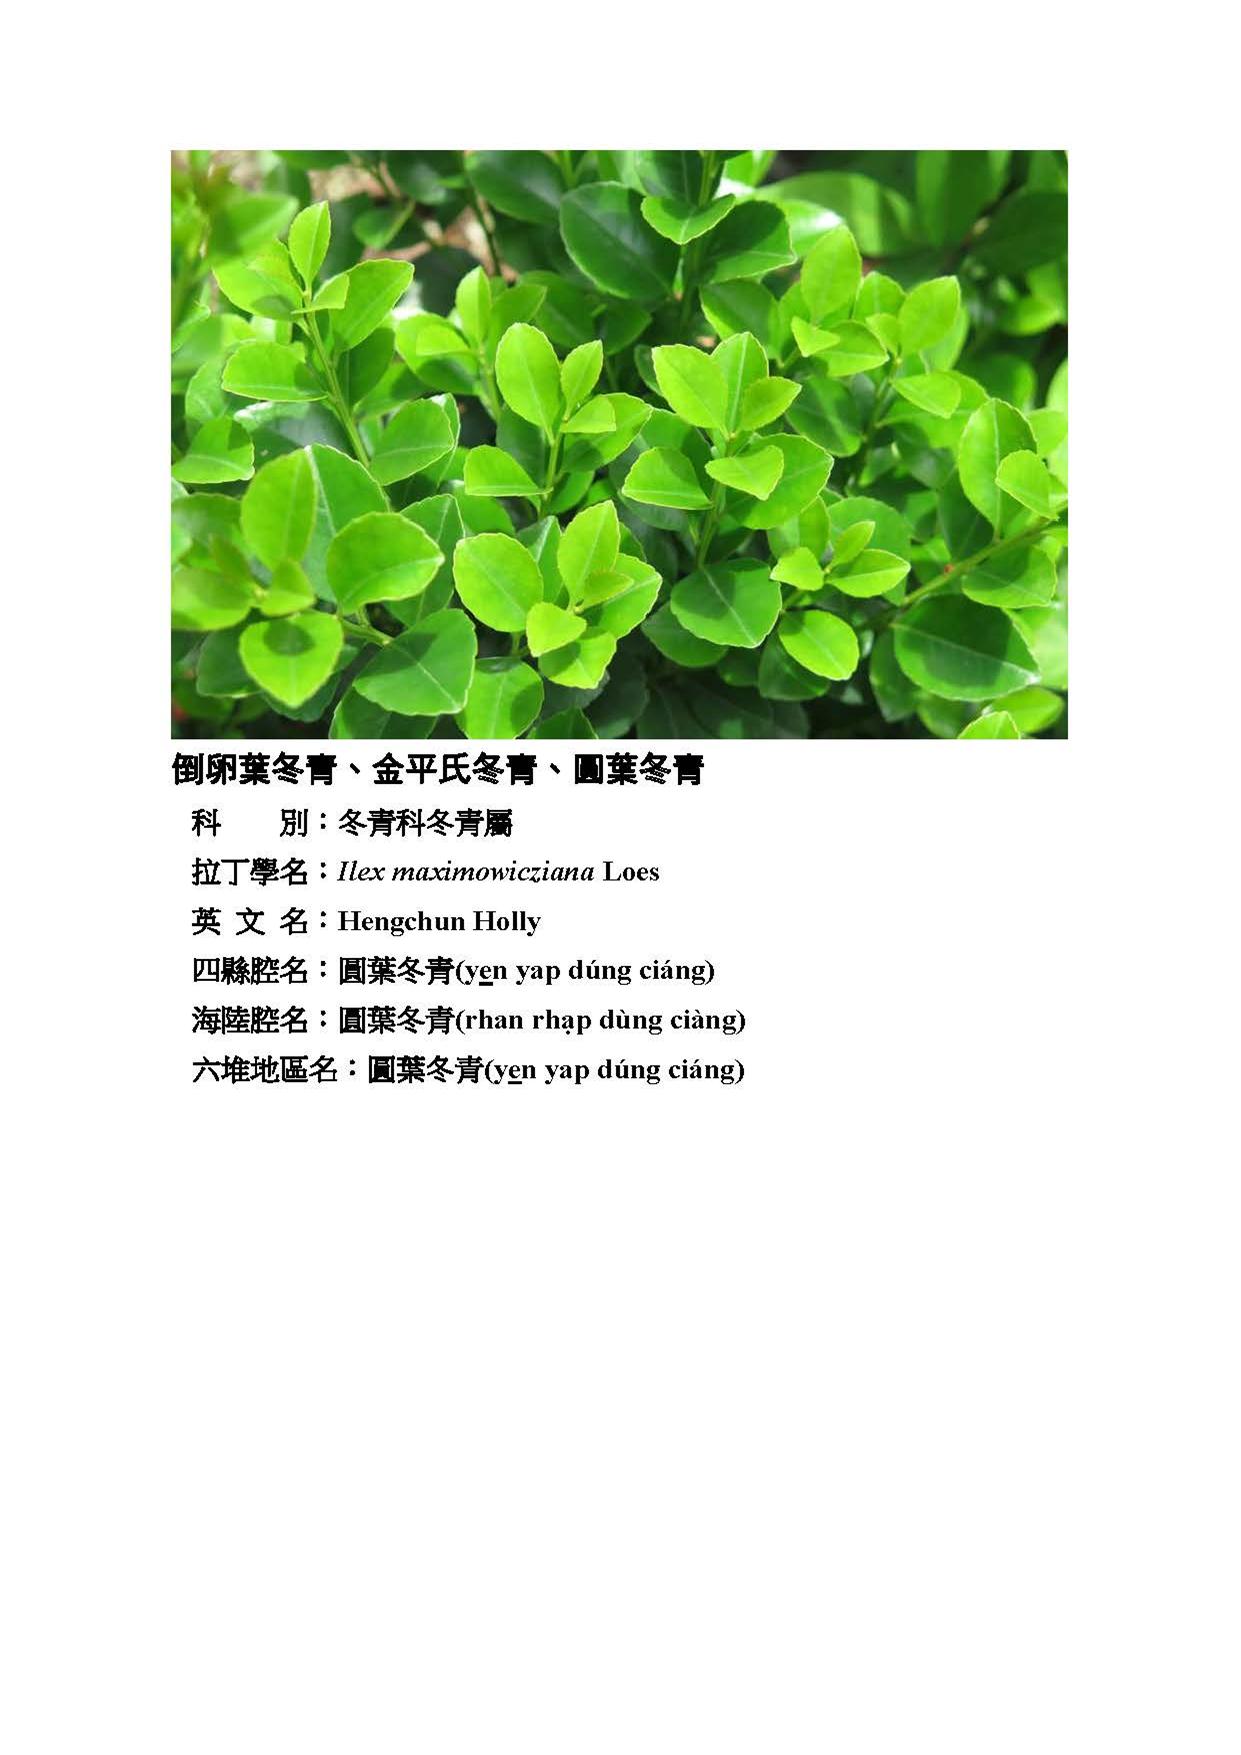 倒卵葉冬青、金平氏冬青、圓葉冬青
科　　別：冬青科冬青屬
拉丁學名：Ilex maximowicziana Loes
英 文 名：Hengchun Holly
四縣腔名：圓葉冬青(yen yap dúng ciáng)
海陸腔名：圓葉冬青(rhan rhap dùng ciàng)
六堆地區名：圓葉冬青(yen yap dúng ciáng)